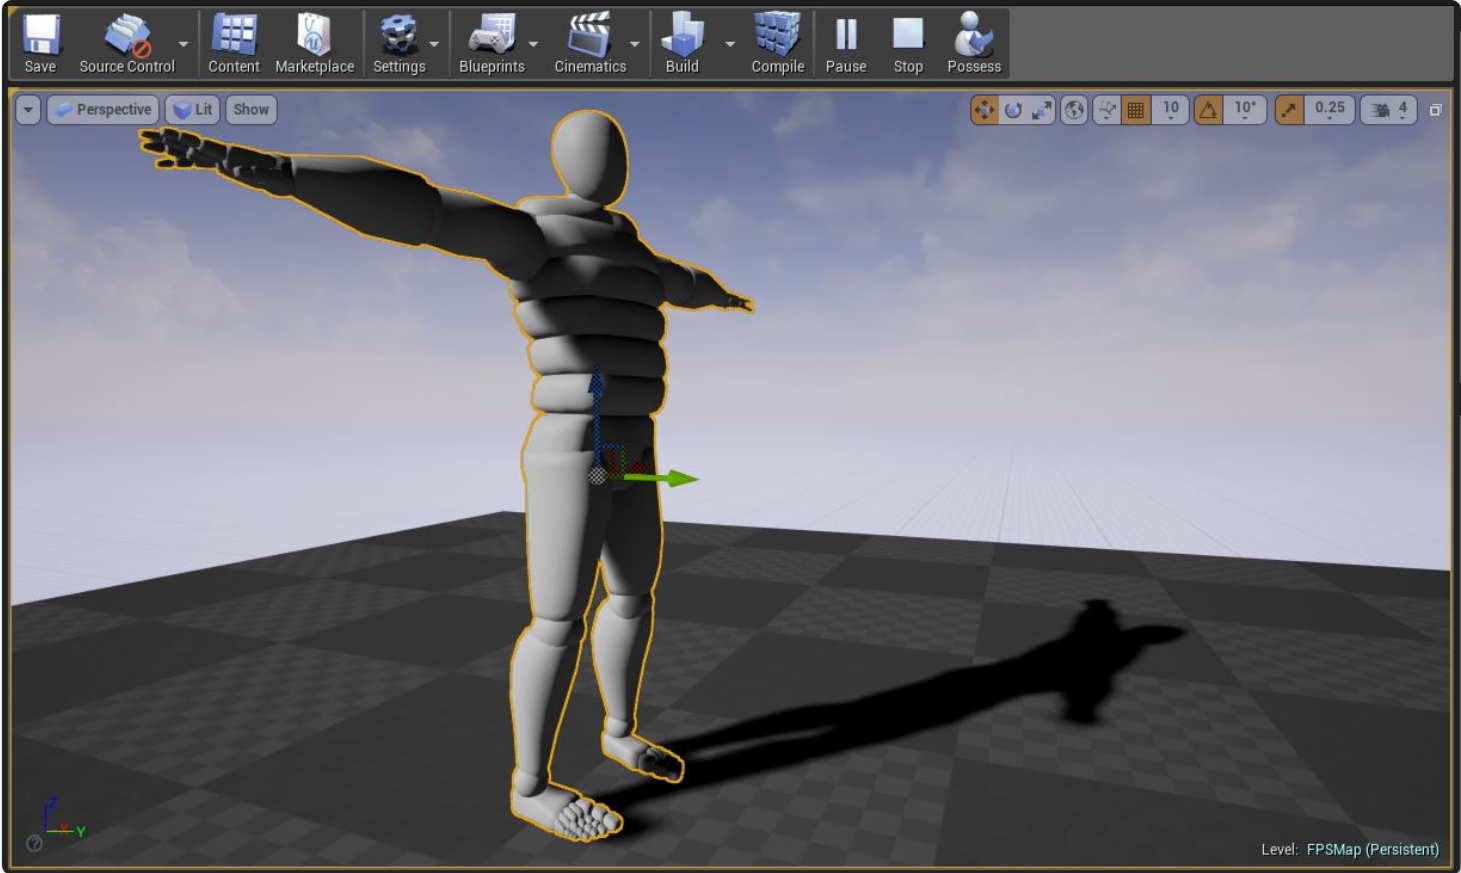 Save
Source Control
Content
Marketplace
Settings
Blueprints
Cinematics
Build
Compile
Pause
Stop
Possess
Perspective
Lit
Show
10
10°
0.25
4
Z
X
Y
Level: FPSMap (Persistent)